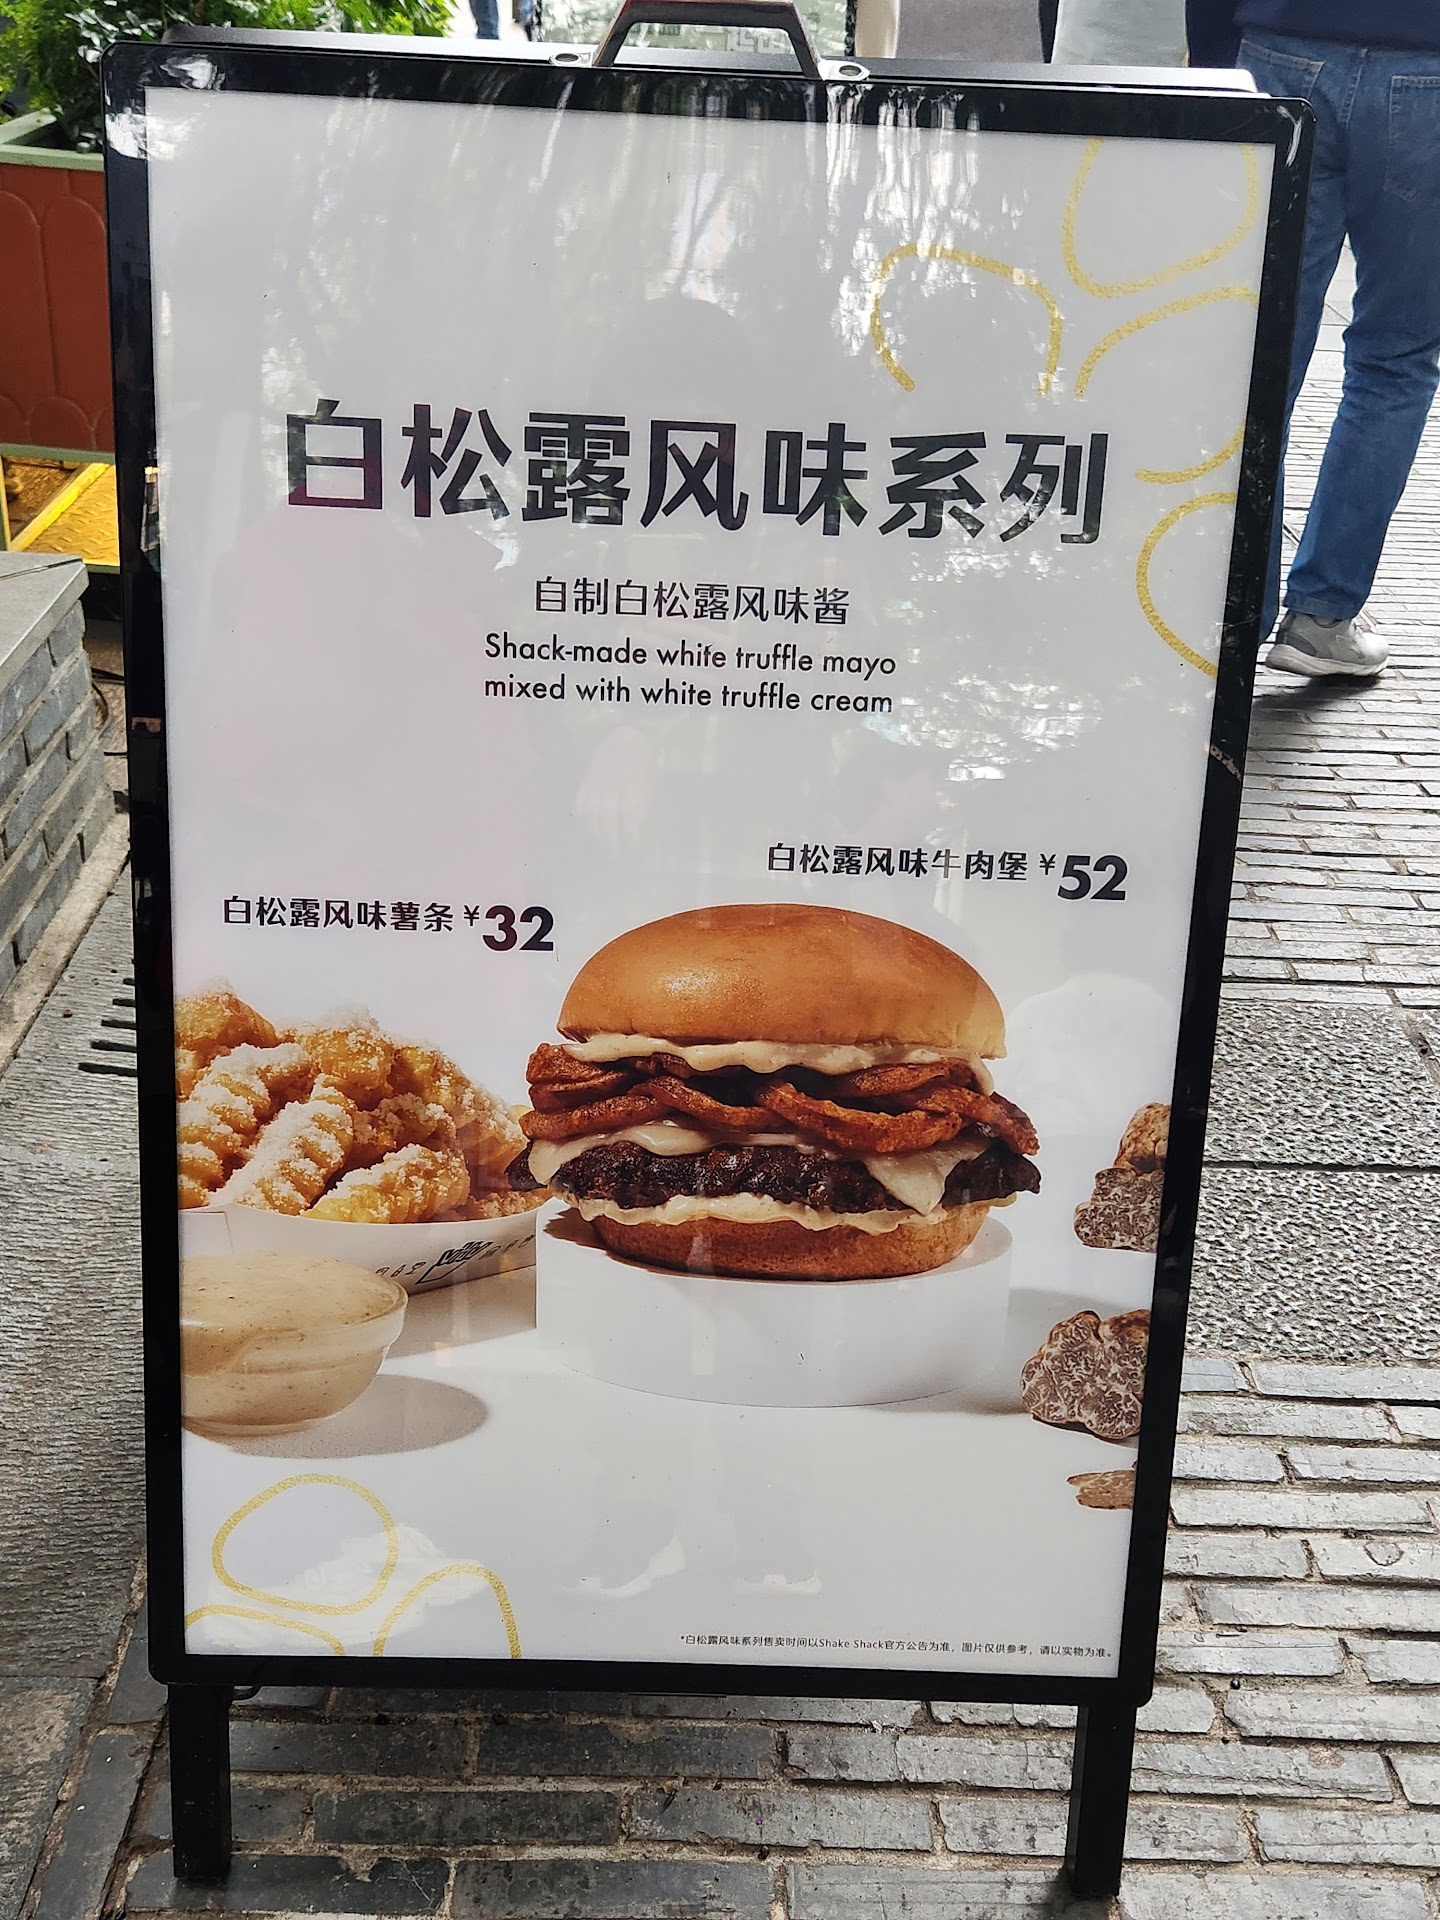 白松露风味系列
自制白松露风味酱
Shack-made white truffle mayo
mixed with white truffle cream
白松露风味牛肉堡 ¥52
白松露风味薯条 ¥32
*白松露风味系列售卖时间以Shake Shack官方公告为准，图片仅供参考，请以实物为准。